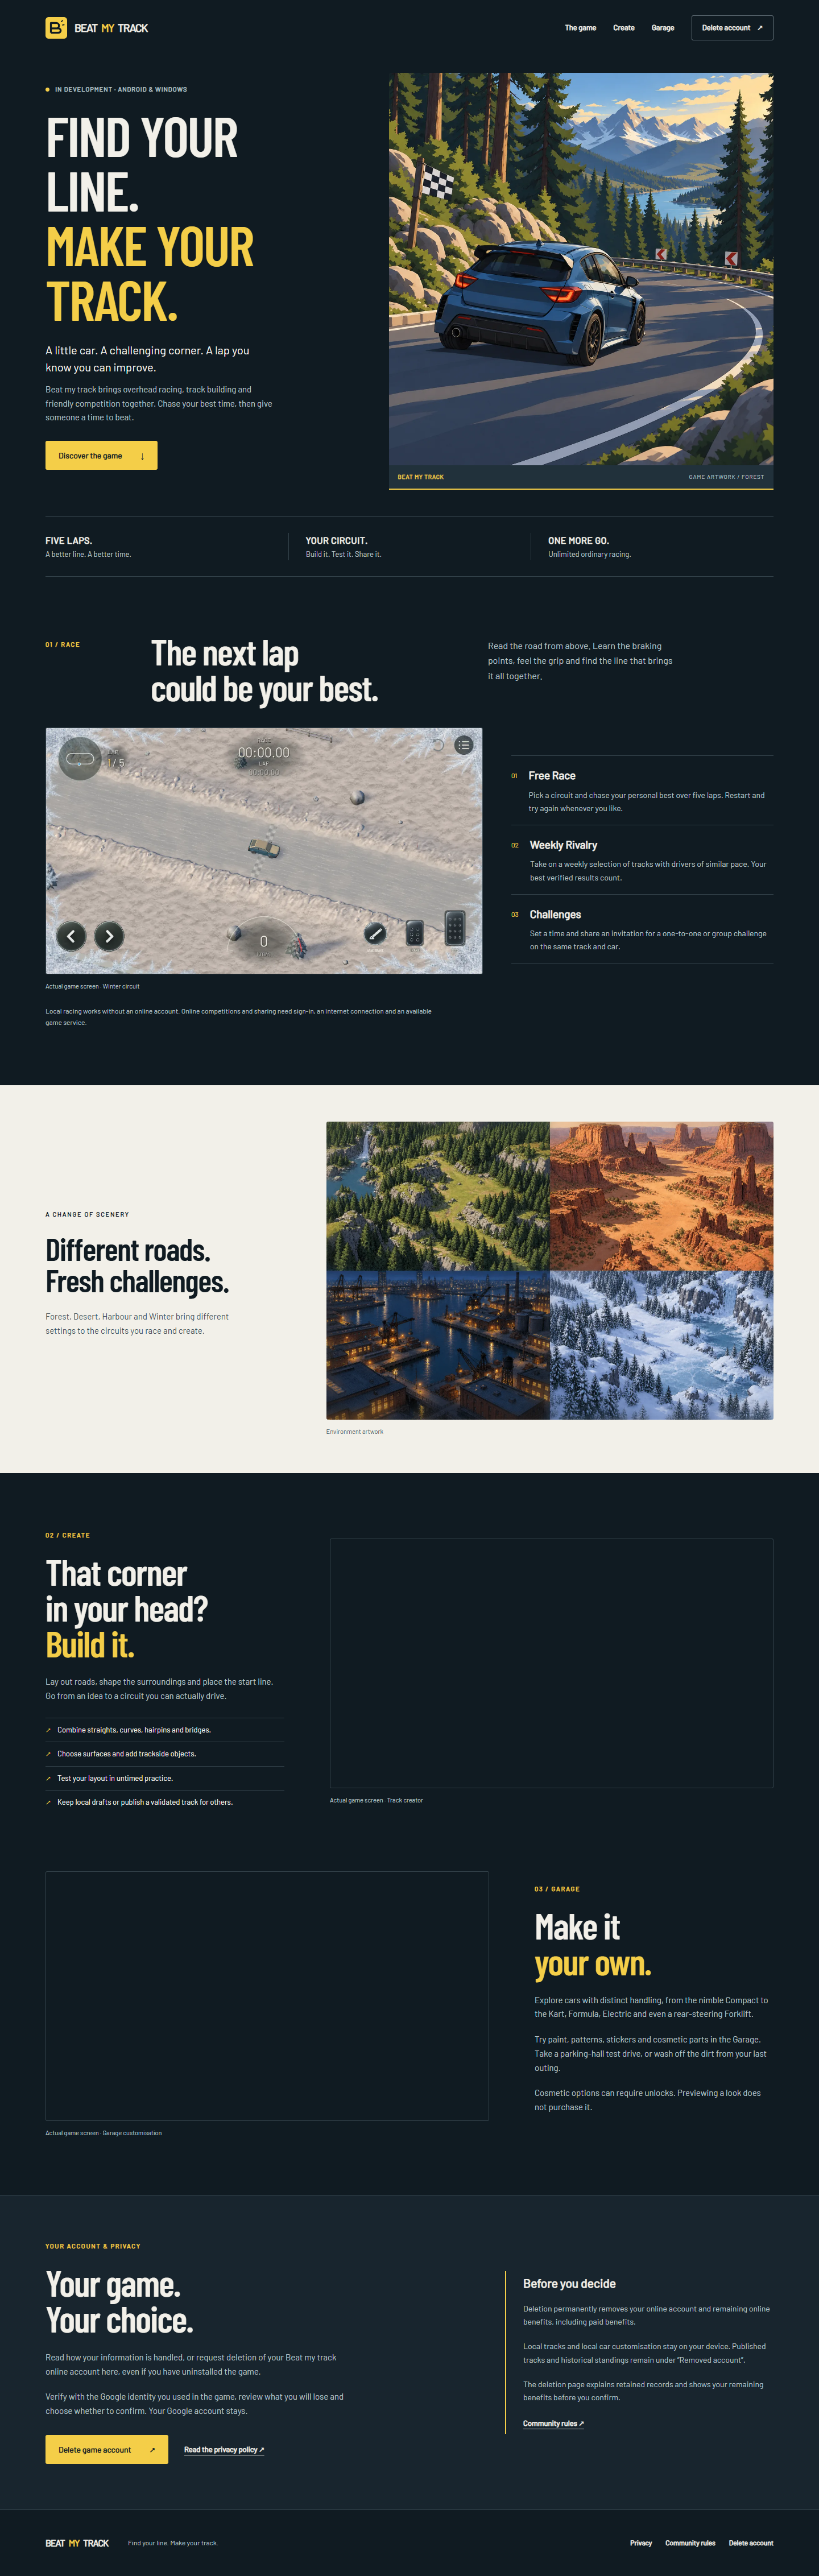 BEAT MY TRACK
The game
Create
Garage
Delete account ↗
IN DEVELOPMENT · ANDROID & WINDOWS
FIND YOUR
LINE.
MAKE YOUR
TRACK.
A little car. A challenging corner. A lap you
know you can improve.
Beat my track brings overhead racing, track building and
friendly competition together. Chase your best time, then give
someone a time to beat.
Discover the game ↓
BEAT MY TRACK
GAME ARTWORK / FOREST
FIVE LAPS.
A better line. A better time.
YOUR CIRCUIT.
Build it. Test it. Share it.
ONE MORE GO.
Unlimited ordinary racing.
01 / RACE
The next lap
could be your best.
Read the road from above. Learn the braking
points, feel the grip and find the line that brings
it all together.
1 / 5
00:00.00
LAP
00:00.00
0
Actual game screen · Winter circuit
Local racing works without an online account. Online competitions and sharing need sign-in, an internet connection and an available
game service.
01 Free Race
Pick a circuit and chase your personal best over five laps. Restart and
try again whenever you like.
02 Weekly Rivalry
Take on a weekly selection of tracks with drivers of similar pace. Your
best verified results count.
03 Challenges
Set a time and share an invitation for a one-to-one or group challenge
on the same track and car.
A CHANGE OF SCENERY
Different roads.
Fresh challenges.
Forest, Desert, Harbour and Winter bring different
settings to the circuits you race and create.
Environment artwork
02 / CREATE
That corner
in your head?
Build it.
Lay out roads, shape the surroundings and place the start line.
Go from an idea to a circuit you can actually drive.
↗ Combine straights, curves, hairpins and bridges.
↗ Choose surfaces and add trackside objects.
↗ Test your layout in untimed practice.
↗ Keep local drafts or publish a validated track for others.
Actual game screen · Track creator
03 / GARAGE
Make it
your own.
Explore cars with distinct handling, from the nimble Compact to
the Kart, Formula, Electric and even a rear-steering Forklift.
Try paint, patterns, stickers and cosmetic parts in the Garage.
Take a parking-hall test drive, or wash off the dirt from your last
outing.
Cosmetic options can require unlocks. Previewing a look does
not purchase it.
Actual game screen · Garage customisation
YOUR ACCOUNT & PRIVACY
Your game.
Your choice.
Read how your information is handled, or request deletion of your Beat my track
online account here, even if you have uninstalled the game.
Verify with the Google identity you used in the game, review what you will lose and
choose whether to confirm. Your Google account stays.
Delete game account ↗
Read the privacy policy ↗
Before you decide
Deletion permanently removes your online account and remaining online
benefits, including paid benefits.
Local tracks and local car customisation stay on your device. Published
tracks and historical standings remain under “Removed account”.
The deletion page explains retained records and shows your remaining
benefits before you confirm.
Community rules ↗
BEAT MY TRACK
Find your line. Make your track.
Privacy
Community rules
Delete account